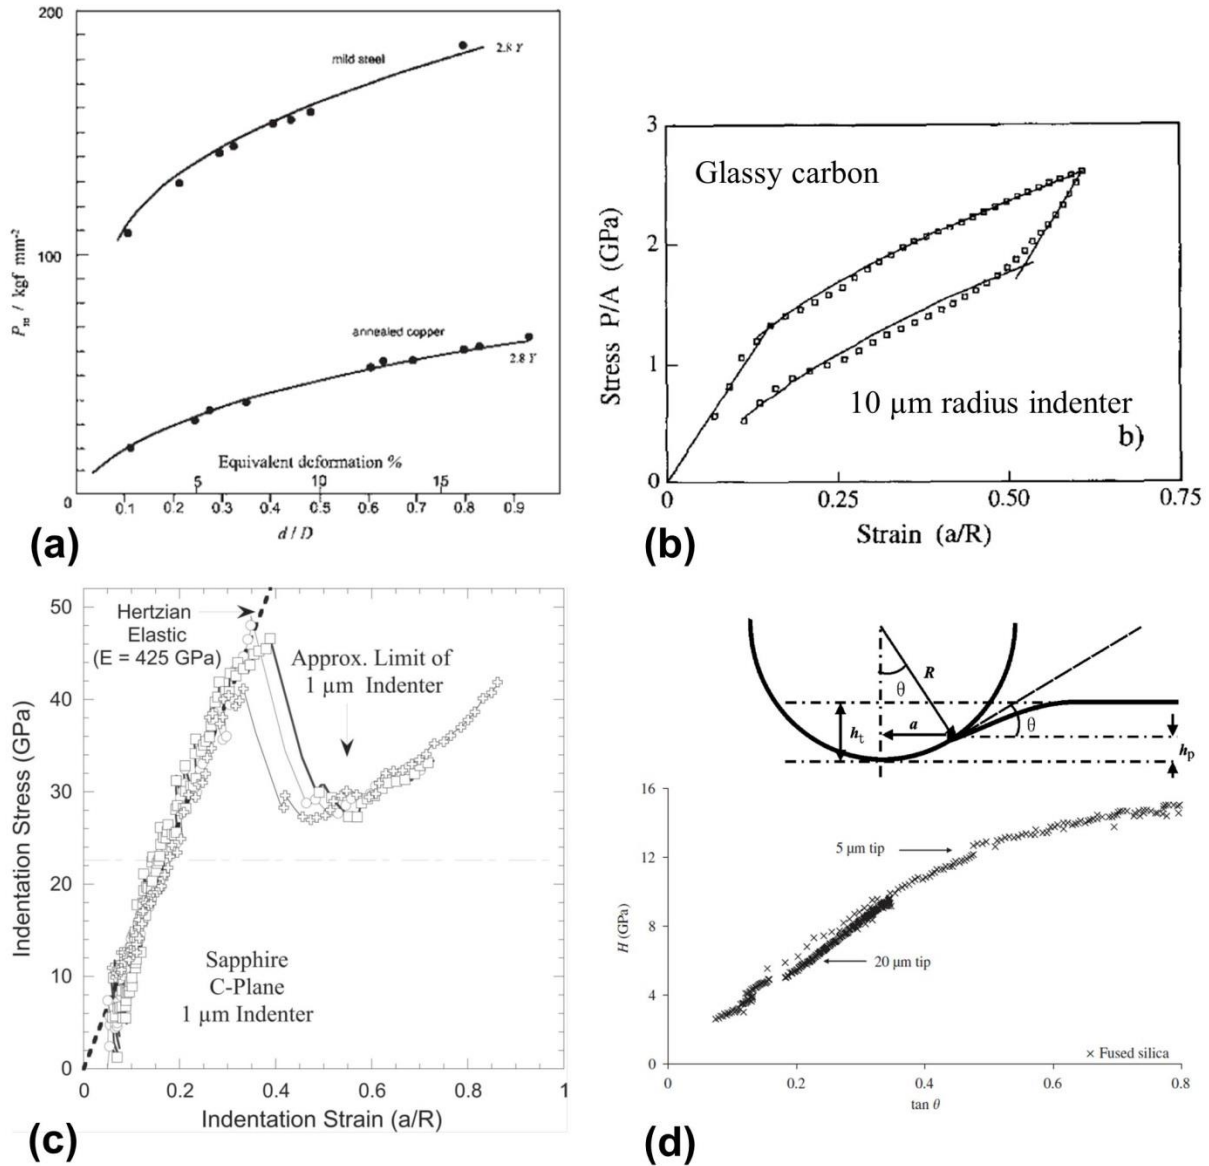 200
mild steel
2.8 Y
100
annealed copper
2.8 Y
Pm / kgf mm-2
Equivalent deformation %
5
10
15
0
0.1
0.2
0.3
0.4
0.5
0.6
0.7
0.8
0.9
d / D
(a)
3
Glassy carbon
2
1
10 µm radius indenter
b)
0
0
0.25
0.50
0.75
Stress P/A (GPa)
Strain (a/R)
(b)
50
Hertzian
Elastic
(E = 425 GPa)
Approx. Limit of
1 µm Indenter
40
30
20
10
0
Sapphire
C-Plane
1 µm Indenter
Indentation Stress (GPa)
0
0.2
0.4
0.6
0.8
1
Indentation Strain (a/R)
(c)
R
θ
θ
ht
a
hp
16
12
8
4
0
5 µm tip
20 µm tip
H (GPa)
× Fused silica
0
0.2
0.4
0.6
0.8
tan θ
(d)